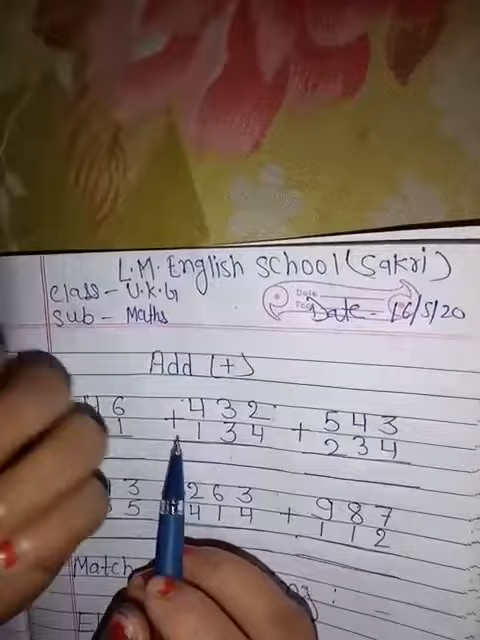 L.M. English School (Sakri)
Class - U.K.G
Date
Date - 16/5/20
Sub - Maths
Add (+)
6 + 432 + 543
1 134 234
3 263 + 987
5 414 112
Match